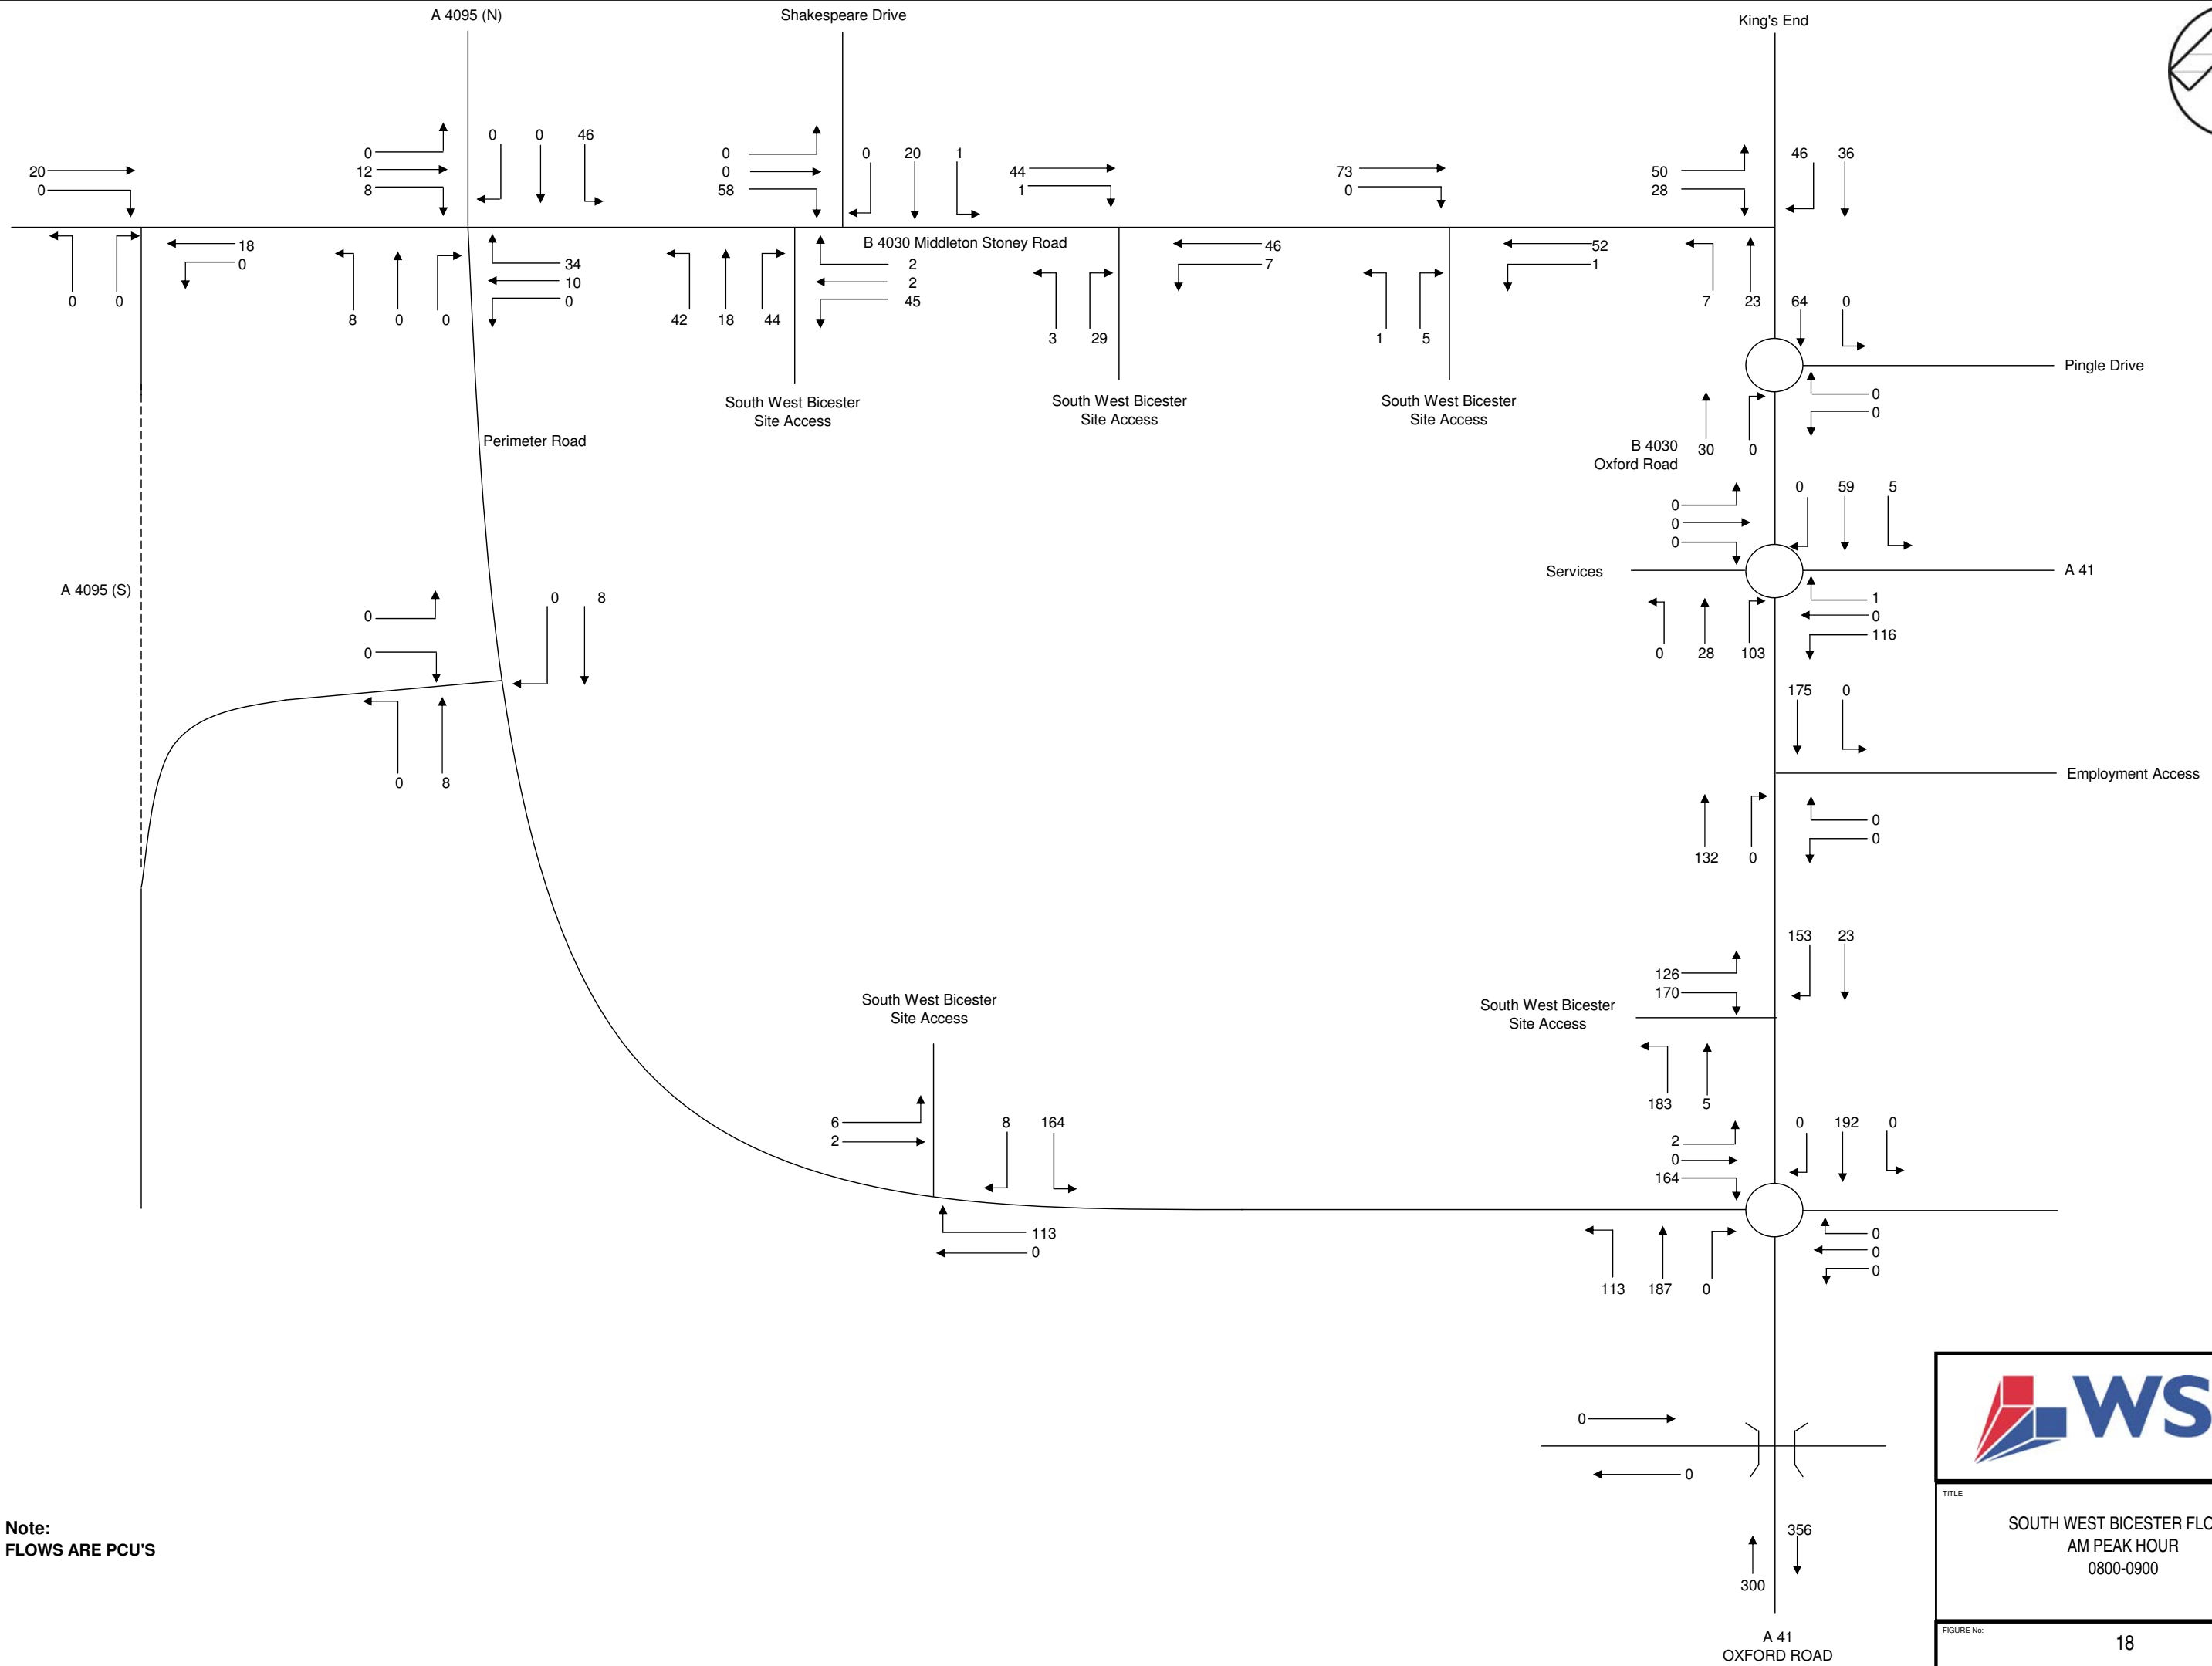 A 4095 (N)
Shakespeare Drive
King's End
0 0 46
0
12
8
20
0
0
0
58
0 20 1
44
1
73
0
50
28
46 36
18
0
0 0
8 0 0
34
10
0
42 18 44
B 4030 Middleton Stoney Road
2
2
45
3 29
46
7
1 5
52
1
7 23
64 0
Pingle Drive
0
0
South West Bicester
Site Access
South West Bicester
Site Access
South West Bicester
Site Access
Perimeter Road
B 4030
Oxford Road
30 0
0
0
0
0 59 5
Services
A 41
A 4095 (S)
0 28 103
1
0
116
0
0
0 8
0 8
175 0
Employment Access
132 0
0
0
153 23
126
170
South West Bicester
Site Access
183 5
South West Bicester
Site Access
6
2
8 164
113
0
2
0
164
0 192 0
113 187 0
0
0
0
0
0
356
300
A 41
OXFORD ROAD
Note:
FLOWS ARE PCU'S
WS
TITLE
SOUTH WEST BICESTER FLO
AM PEAK HOUR
0800-0900
FIGURE No:
18